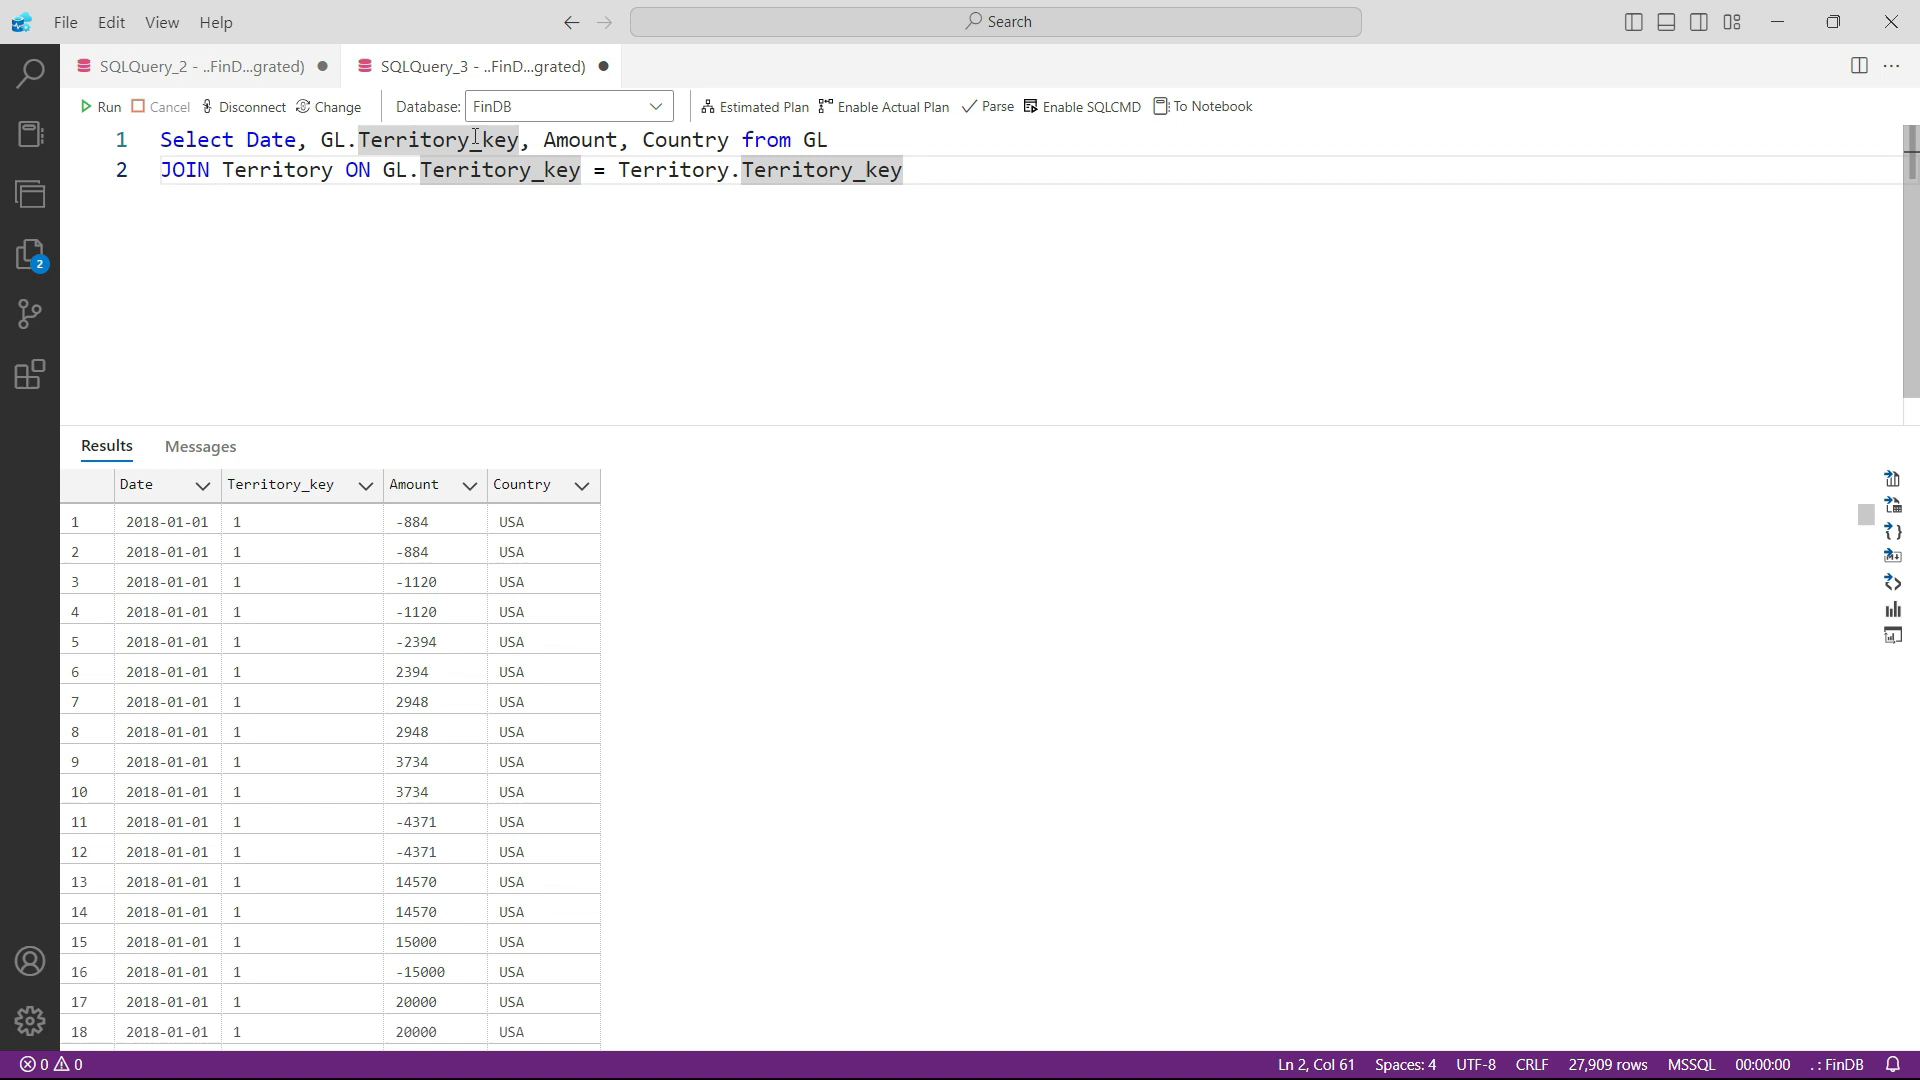 File Edit View Help Search
SQLQuery_2 - ..FinD...grated) SQLQuery_3 - ..FinD...grated)
Run Cancel Disconnect Change Database: FinDB Estimated Plan Enable Actual Plan Parse Enable SQLCMD To Notebook
1 Select Date, GL.Territory_key, Amount, Country from GL
2 JOIN Territory ON GL.Territory_key = Territory.Territory_key
2
Results Messages
Date Territory_key Amount Country
1 2018-01-01 1 -884 USA
2 2018-01-01 1 -884 USA
3 2018-01-01 1 -1120 USA
4 2018-01-01 1 -1120 USA
5 2018-01-01 1 -2394 USA
6 2018-01-01 1 2394 USA
7 2018-01-01 1 2948 USA
8 2018-01-01 1 2948 USA
9 2018-01-01 1 3734 USA
10 2018-01-01 1 3734 USA
11 2018-01-01 1 -4371 USA
12 2018-01-01 1 -4371 USA
13 2018-01-01 1 14570 USA
14 2018-01-01 1 14570 USA
15 2018-01-01 1 15000 USA
16 2018-01-01 1 -15000 USA
17 2018-01-01 1 20000 USA
18 2018-01-01 1 20000 USA
0 0 Ln 2, Col 61 Spaces: 4 UTF-8 CRLF 27,909 rows MSSQL 00:00:00 . : FinDB